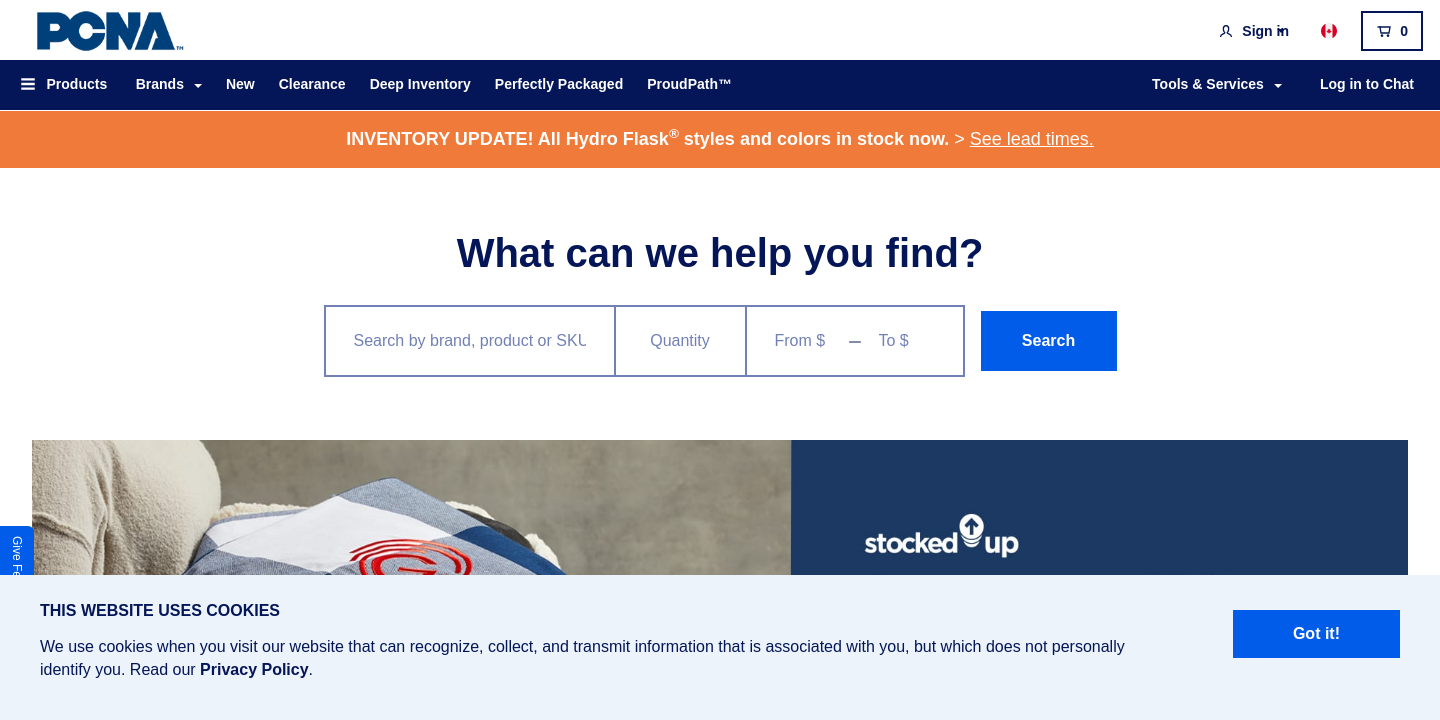 PCNA™
Sign in
0
Products
Brands
New
Clearance
Deep Inventory
Perfectly Packaged
ProudPath™
Tools & Services
Log in to Chat
INVENTORY UPDATE! All Hydro Flask® styles and colors in stock now. > See lead times.
What can we help you find?
Search by brand, product or SKU
Quantity
From $ – To $
Search
stocked up
Give Fe
THIS WEBSITE USES COOKIES
We use cookies when you visit our website that can recognize, collect, and transmit information that is associated with you, but which does not personally
identify you. Read our Privacy Policy.
Got it!